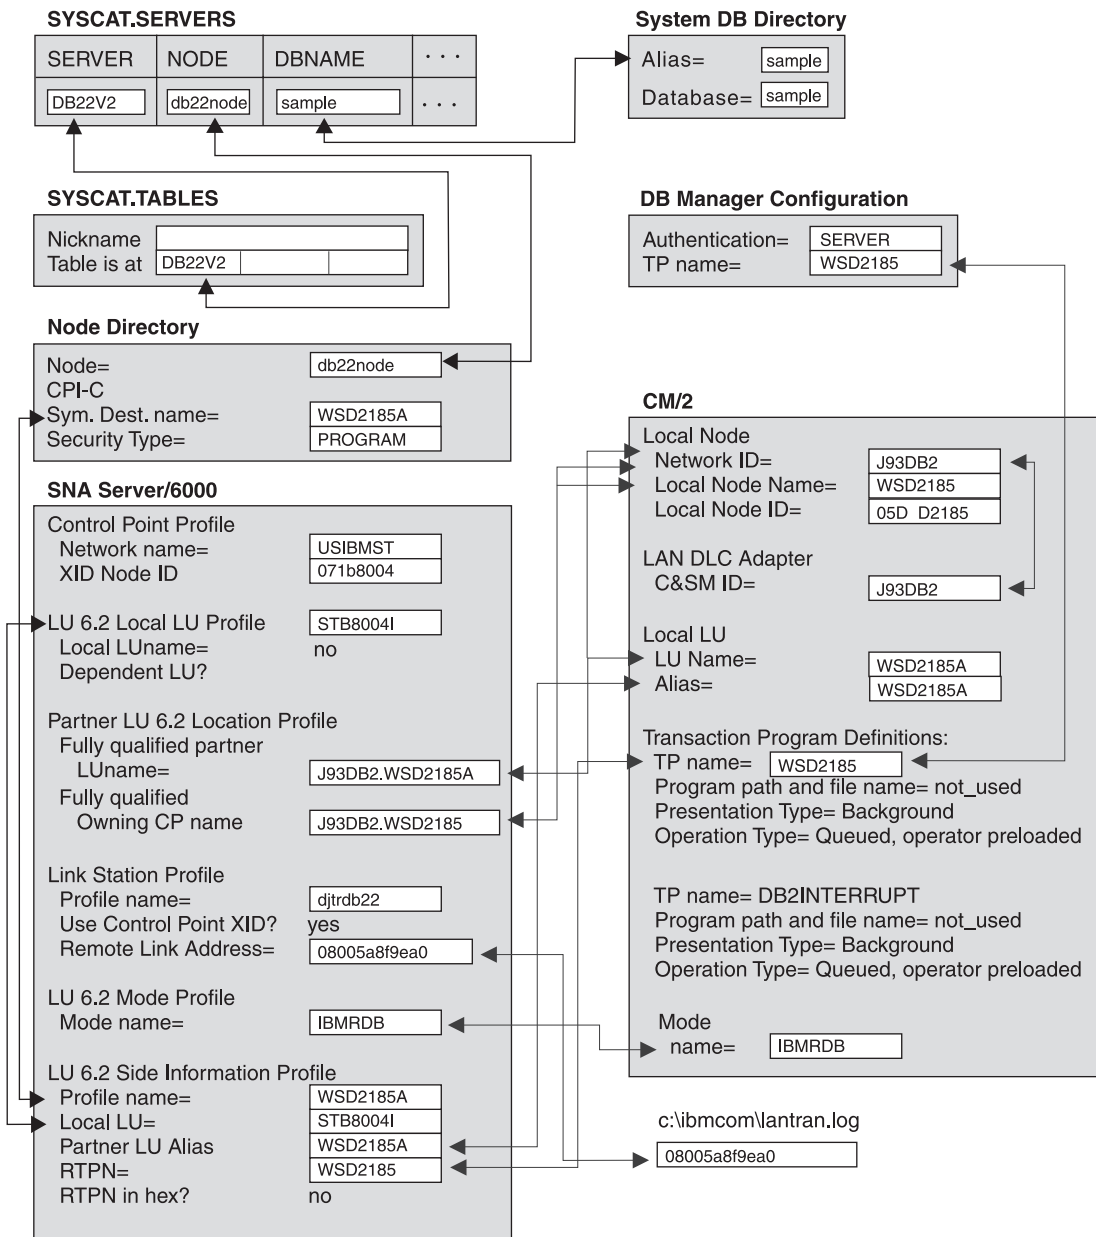 SYSCAT.SERVERS
SERVER NODE DBNAME . . .
DB22V2 db22node sample . . .
System DB Directory
Alias= sample
Database= sample
SYSCAT.TABLES
Nickname
Table is at DB22V2
DB Manager Configuration
Authentication= SERVER
TP name= WSD2185
Node Directory
Node= db22node
CPI-C
Sym. Dest. name= WSD2185A
Security Type= PROGRAM
SNA Server/6000
Control Point Profile
Network name= USIBMST
XID Node ID 071b8004
LU 6.2 Local LU Profile STB8004I
Local LUname= no
Dependent LU?
Partner LU 6.2 Location Profile
Fully qualified partner
LUname= J93DB2.WSD2185A
Fully qualified
Owning CP name J93DB2.WSD2185
Link Station Profile
Profile name= djtrdb22
Use Control Point XID? yes
Remote Link Address= 08005a8f9ea0
LU 6.2 Mode Profile
Mode name= IBMRDB
LU 6.2 Side Information Profile
Profile name= WSD2185A
Local LU= STB8004I
Partner LU Alias WSD2185A
RTPN= WSD2185
RTPN in hex? no
CM/2
Local Node
Network ID= J93DB2
Local Node Name= WSD2185
Local Node ID= 05D D2185
LAN DLC Adapter
C&SM ID= J93DB2
Local LU
LU Name= WSD2185A
Alias= WSD2185A
Transaction Program Definitions:
TP name= WSD2185
Program path and file name= not_used
Presentation Type= Background
Operation Type= Queued, operator preloaded
TP name= DB2INTERRUPT
Program path and file name= not_used
Presentation Type= Background
Operation Type= Queued, operator preloaded
Mode
name= IBMRDB
c:\ibmcom\lantran.log
08005a8f9ea0